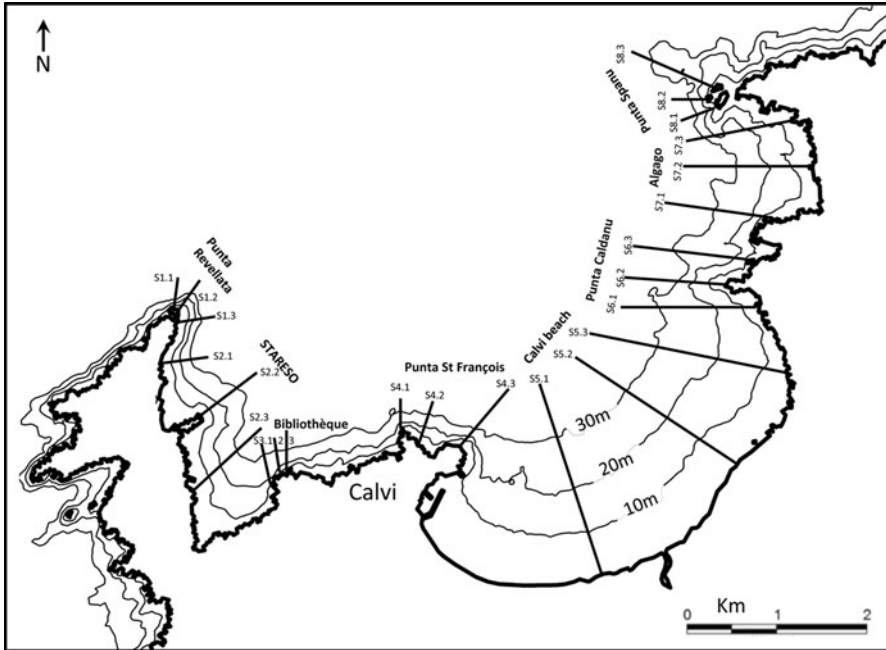 N
S8.3
Punta Spanu
S8.2
S8.1
S7.3
Algago
S7.2
S7.1
Punta Caldanu
S6.3
S6.2
S6.1
Punta
Revellata
S1.1
S1.2
S1.3
S2.1
STARESO
S2.2
S2.3
Bibliothèque
S3.1
2
3
Punta St François
S4.1
S4.2
S4.3
Calvi beach
S5.3
S5.2
S5.1
30m
20m
10m
Calvi
Km
0 1 2